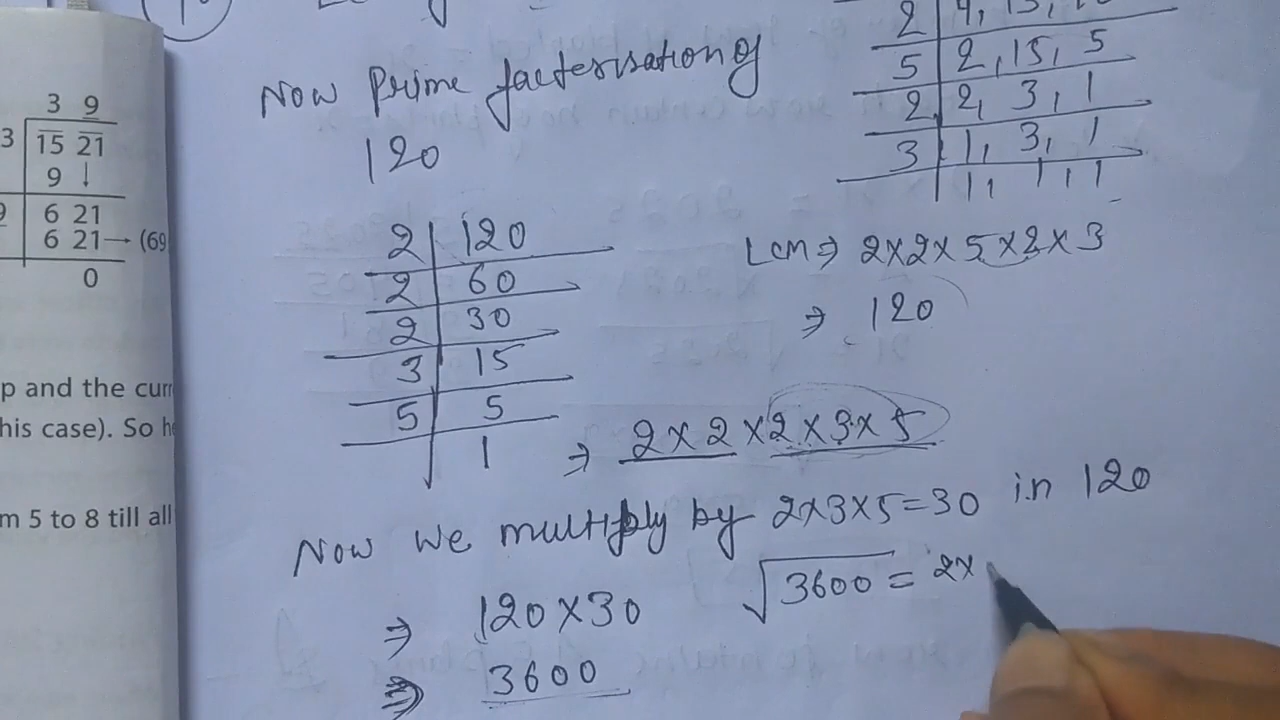 3 9
3 15 21
9 ↓
6 21
6 21 → (69
0
p and the curr
his case). So h
m 5 to 8 till all
Now Prime factorisation of
120
2 | 120
2 | 60
2 | 30
3 | 15
5 | 5
1
⇒ 2 × 2 × 2 × 3 × 5
2
5 | 2, 15, 5
2 | 2, 3, 1
3 | 1, 3, 1
1, 1, 1
LCM ⇒ 2×2×5×2×3
⇒ 120
Now we multiply by 2×3×5=30 in 120
⇒ 120×30
⇒ 3600
√3600 = 2×